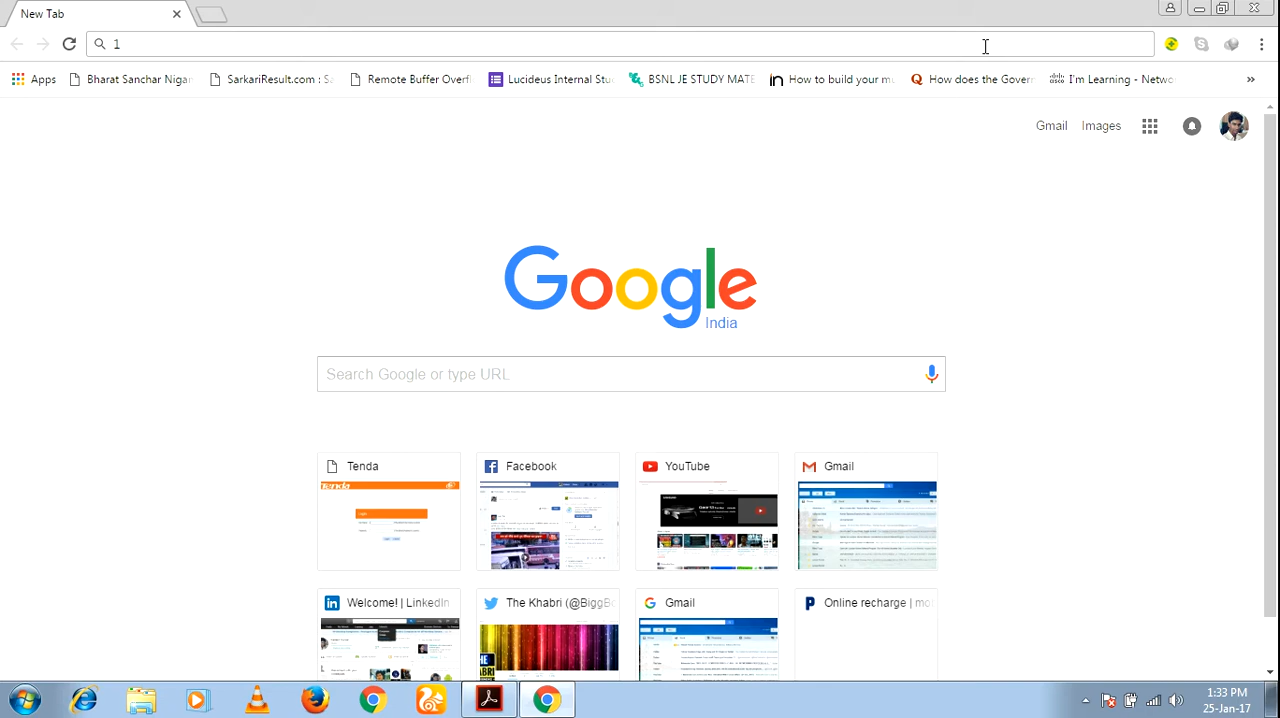 New Tab
1
Apps
Bharat Sanchar Nigar
SarkariResult.com : S
Remote Buffer Overfl
Lucideus Internal Stu
BSNL JE STUDY MATE
How to build your m
How does the Gover
I'm Learning - Netwo
»
Gmail
Images
Google
India
Search Google or type URL
Tenda
Facebook
YouTube
Gmail
Tenda
Welcome! | LinkedIn
The Khabri (@BiggBo
Gmail
Online recharge | mo
1:33 PM
25-Jan-17